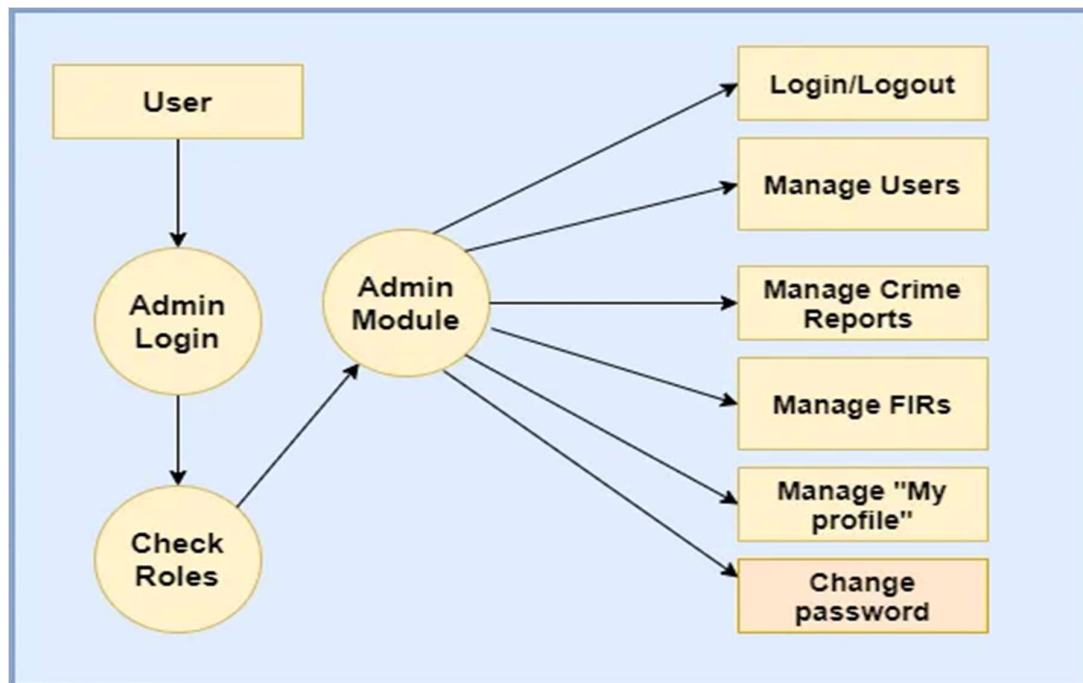 User
Admin
Login
Check
Roles
Admin
Module
Login/Logout
Manage Users
Manage Crime
Reports
Manage FIRs
Manage "My
profile"
Change
password